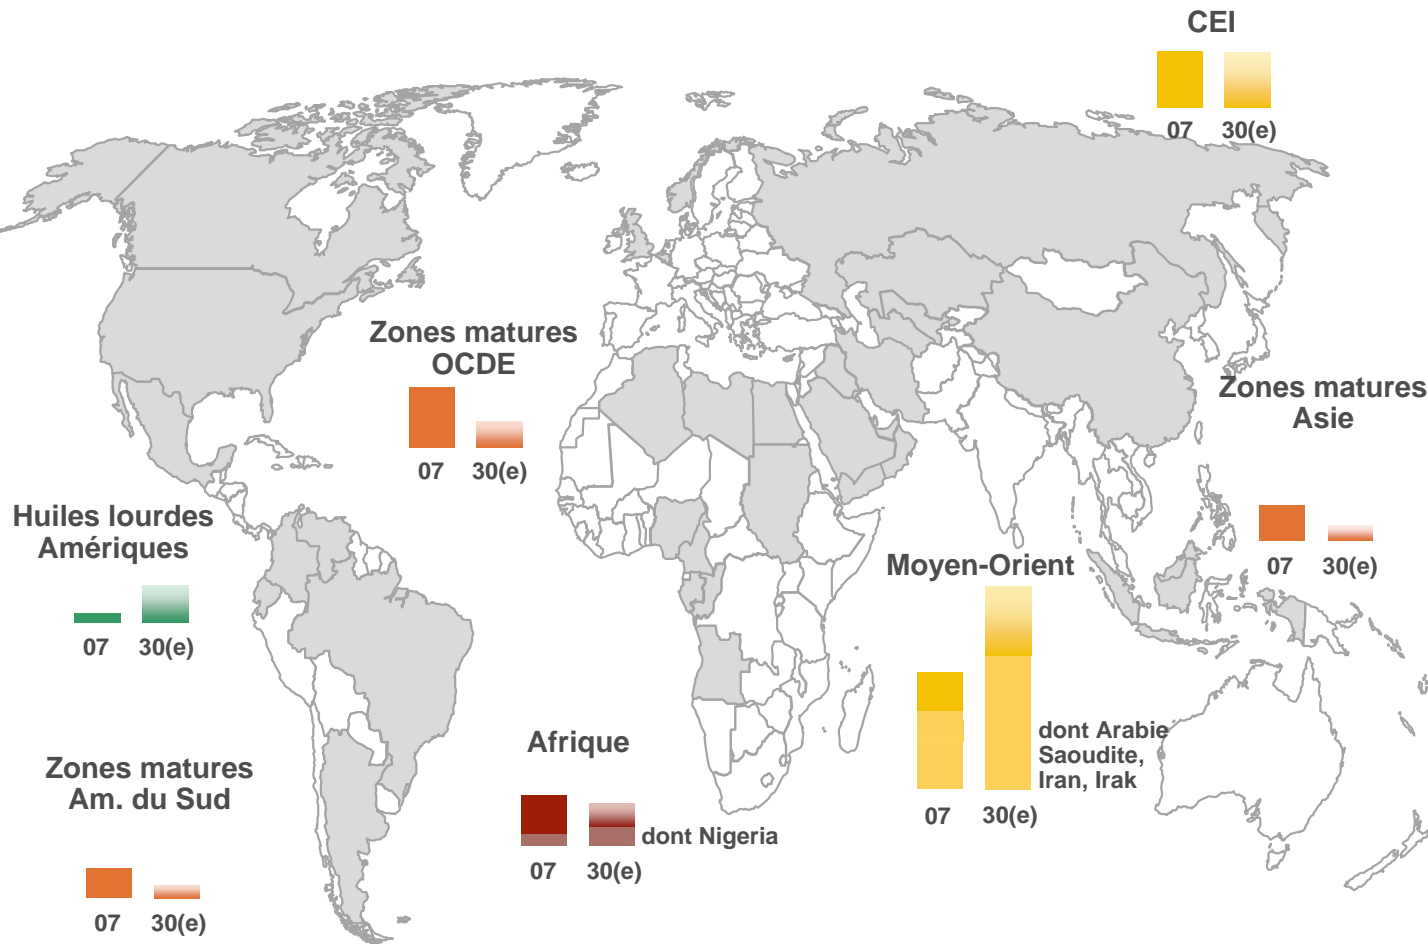 CEI
07 30(e)
Zones matures
OCDE
07 30(e)
Zones matures
Asie
07 30(e)
Huiles lourdes
Amériques
07 30(e)
Moyen-Orient
dont Arabie
Saoudite,
Iran, Irak
07 30(e)
Afrique
dont Nigeria
07 30(e)
Zones matures
Am. du Sud
07 30(e)